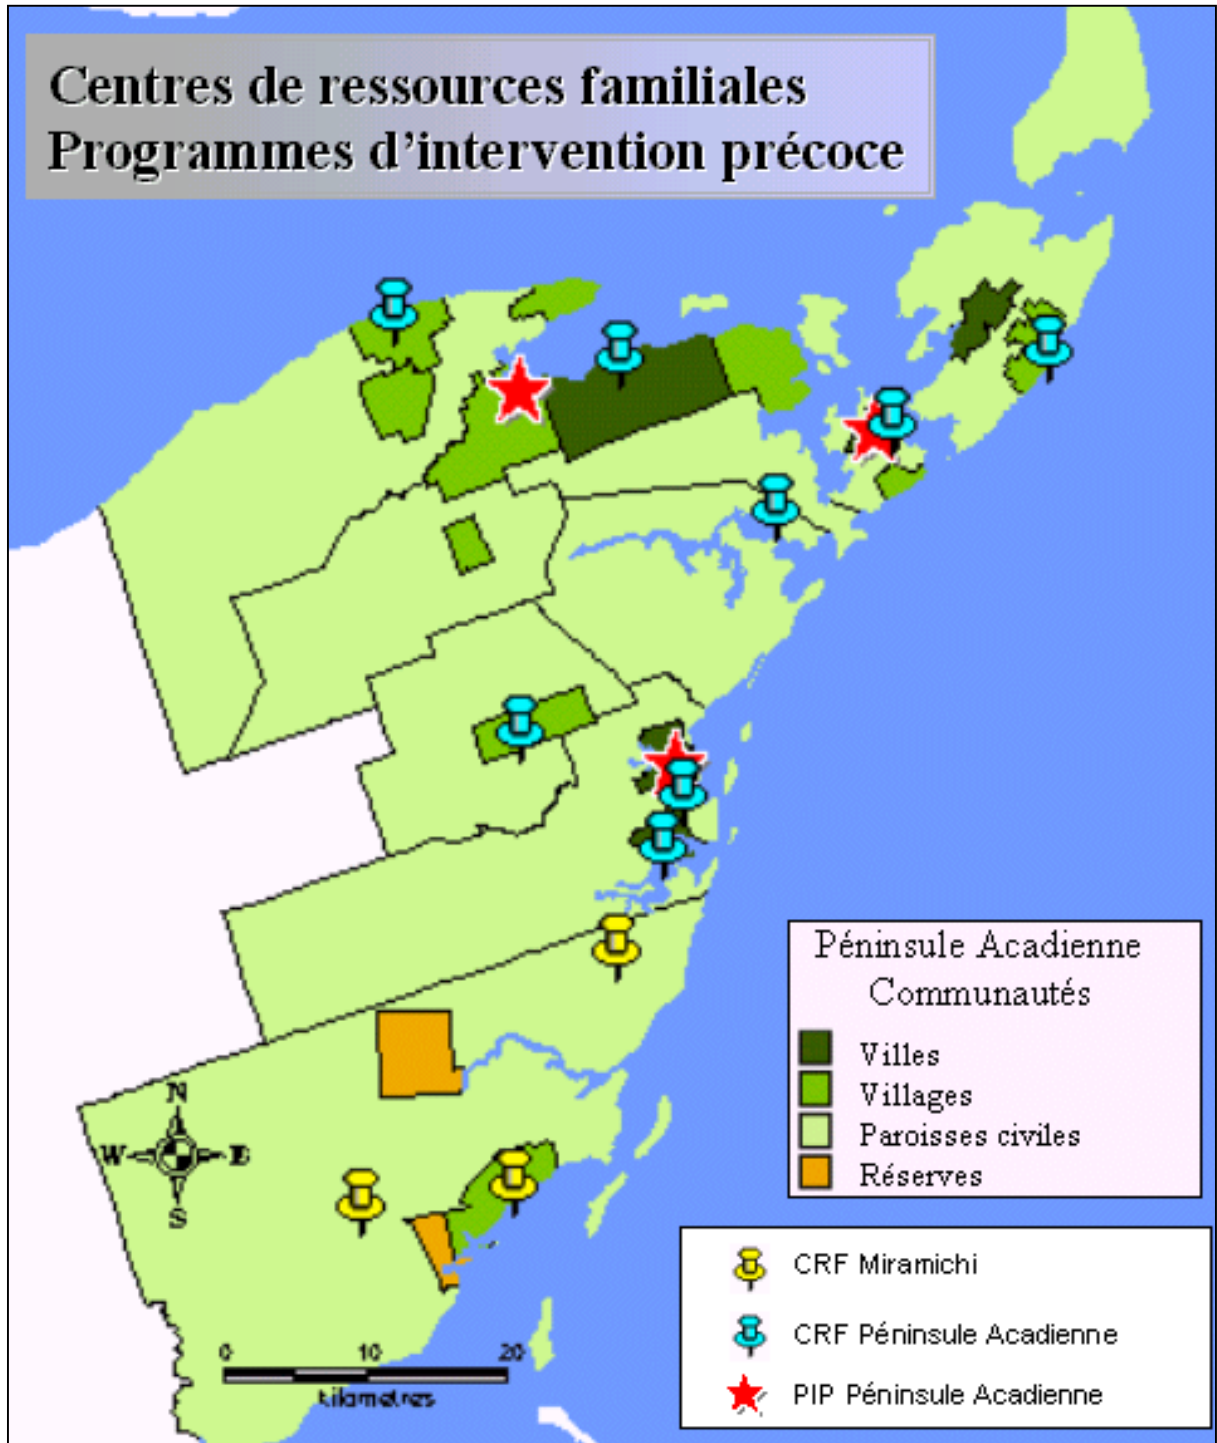 Centres de ressources familiales
Programmes d’intervention précoce
Péninsule Acadienne
Communautés
Villes
Villages
Paroisses civiles
Réserves
N
W E
S
0 10 20
kilometres
CRF Miramichi
CRF Péninsule Acadienne
PIP Péninsule Acadienne